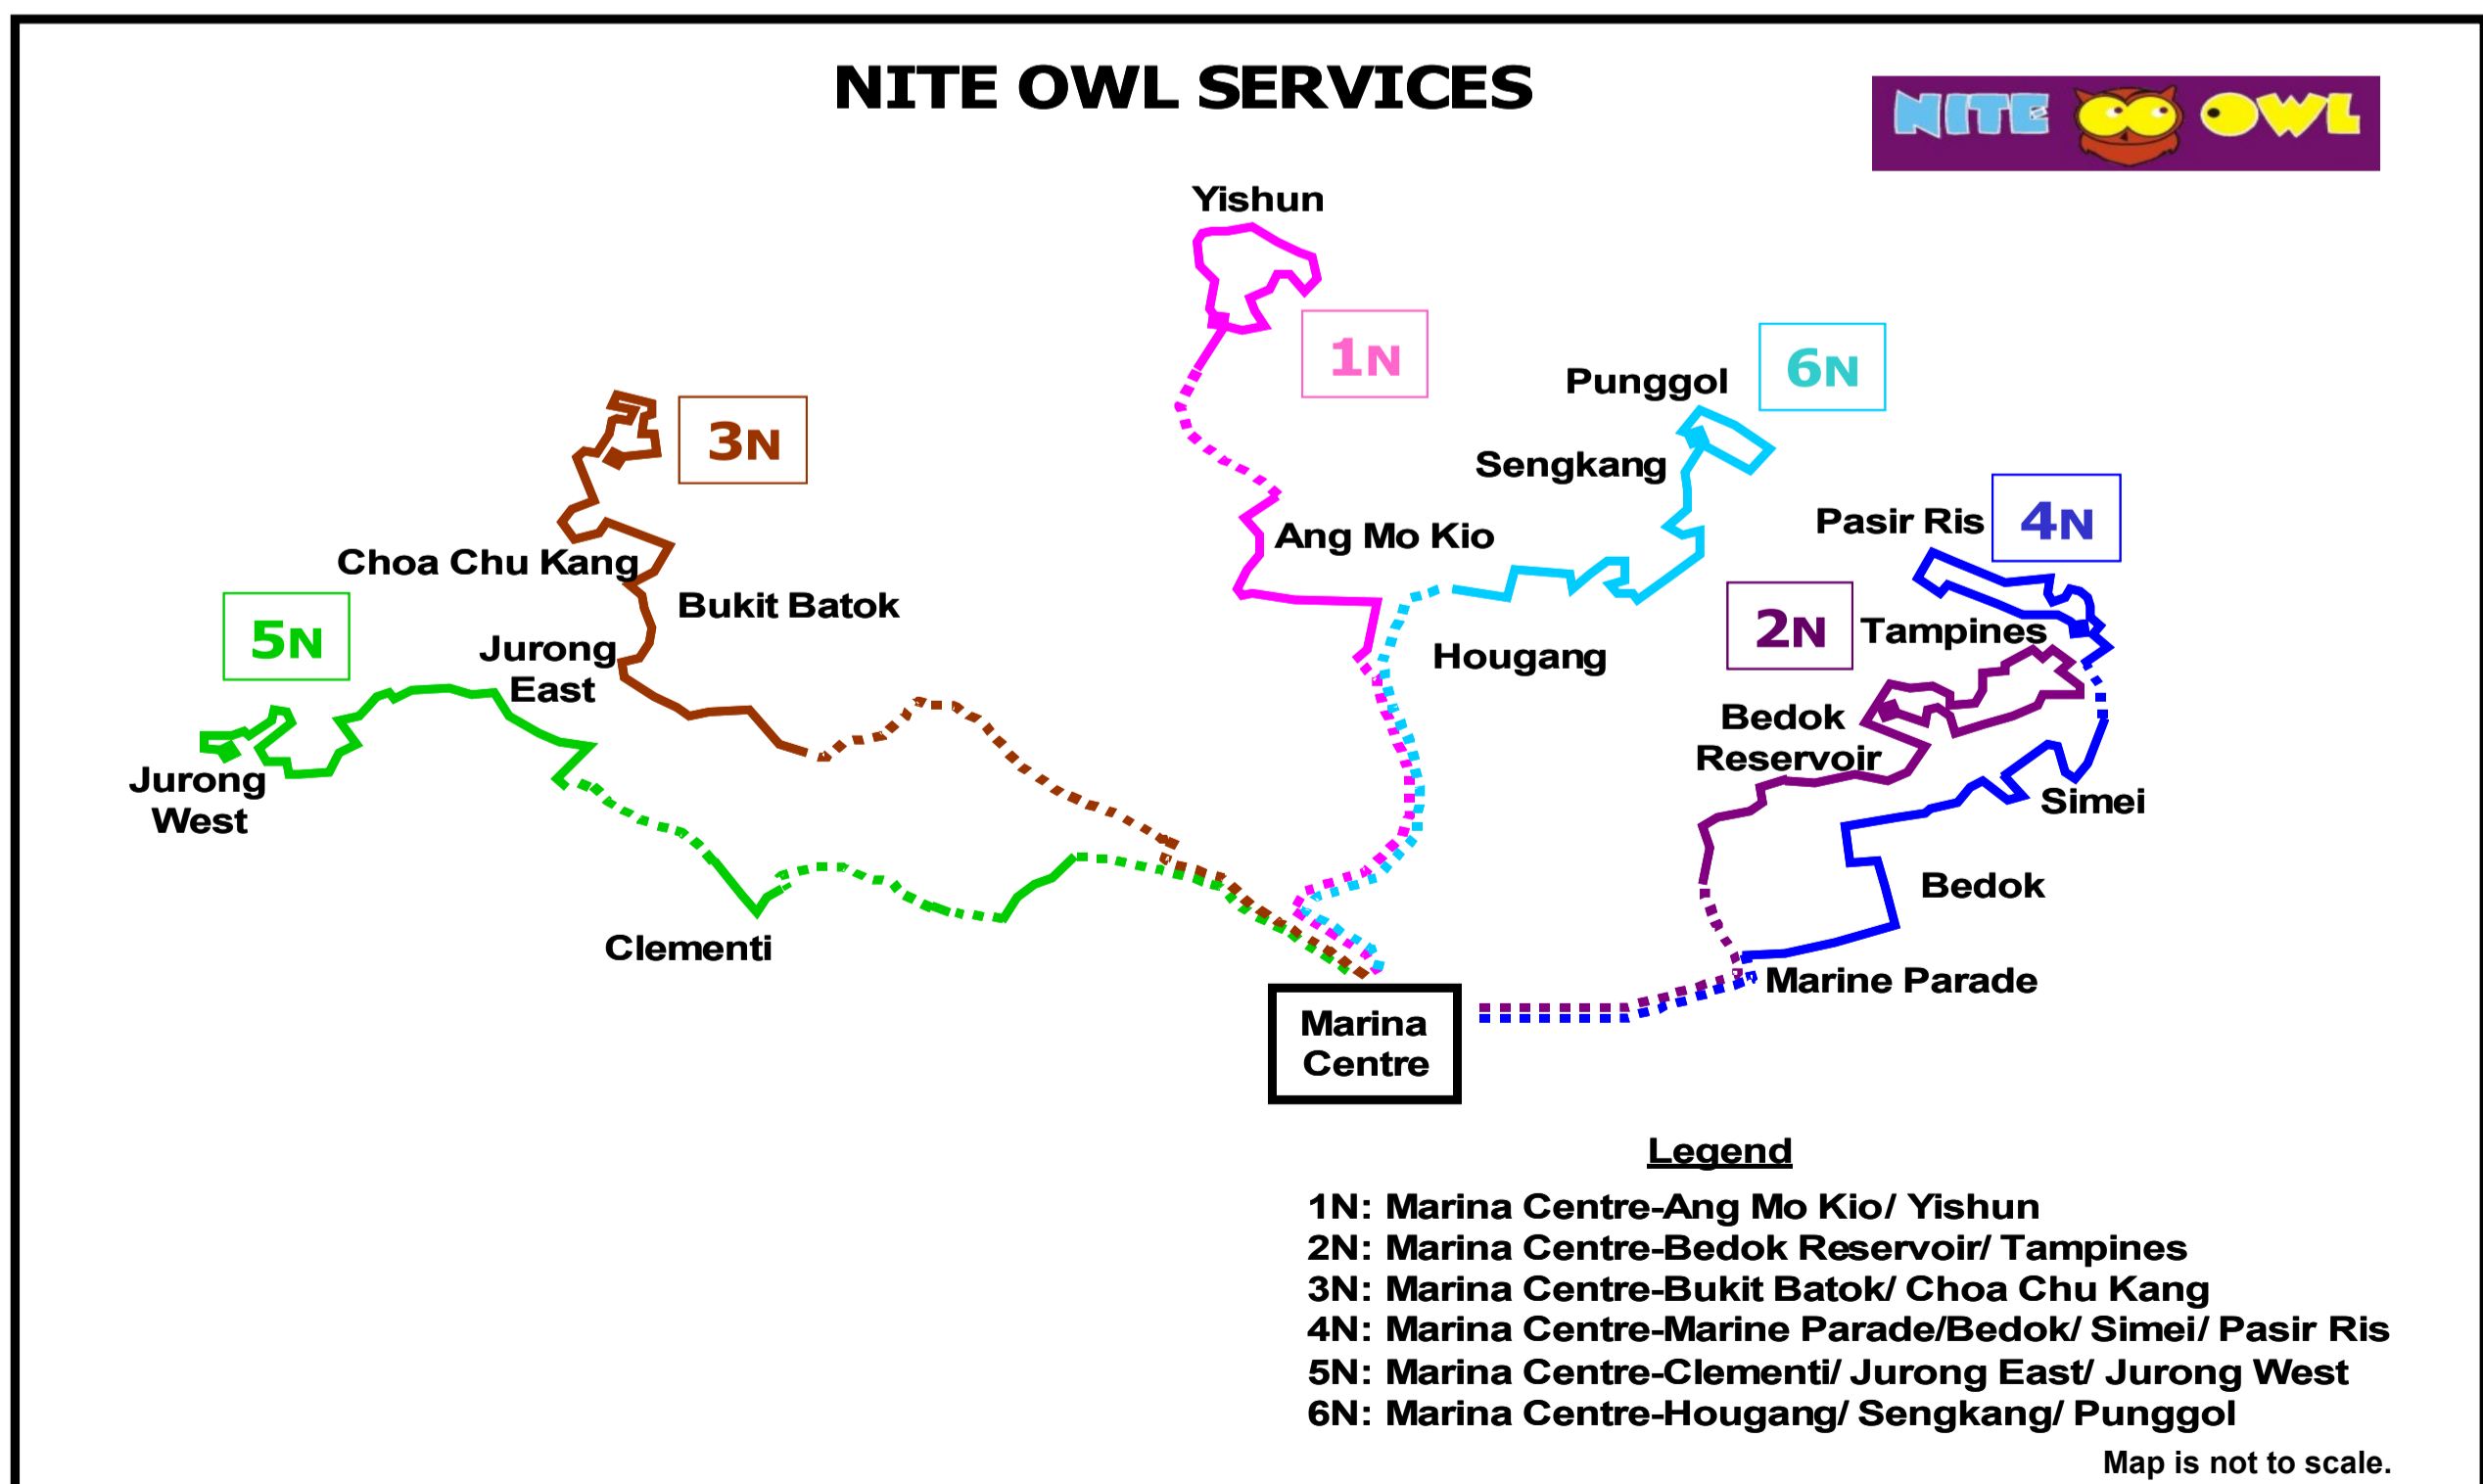 NITE OWL SERVICES
NITE OWL
Yishun
1N
6N
Punggol
3N
Sengkang
4N
Pasir Ris
Ang Mo Kio
Choa Chu Kang
Bukit Batok
5N
2N
Tampines
Jurong
East
Hougang
Bedok
Reservoir
Jurong
West
Simei
Bedok
Clementi
Marine Parade
Marina
Centre
Legend
1N: Marina Centre-Ang Mo Kio/ Yishun
2N: Marina Centre-Bedok Reservoir/ Tampines
3N: Marina Centre-Bukit Batok/ Choa Chu Kang
4N: Marina Centre-Marine Parade/Bedok/ Simei/ Pasir Ris
5N: Marina Centre-Clementi/ Jurong East/ Jurong West
6N: Marina Centre-Hougang/ Sengkang/ Punggol
Map is not to scale.